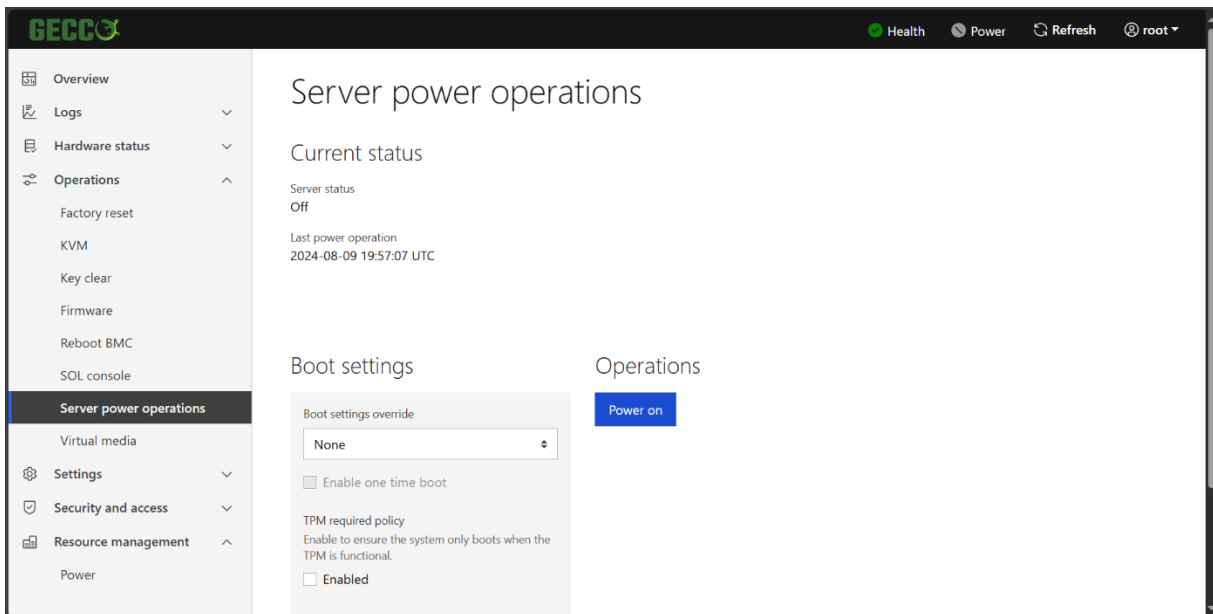 GECCO
Health
Power
Refresh
root
Overview
Logs
Hardware status
Operations
Factory reset
KVM
Key clear
Firmware
Reboot BMC
SOL console
Server power operations
Virtual media
Settings
Security and access
Resource management
Power
Server power operations
Current status
Server status
Off
Last power operation
2024-08-09 19:57:07 UTC
Boot settings
Boot settings override
None
Enable one time boot
TPM required policy
Enable to ensure the system only boots when the
TPM is functional.
Enabled
Operations
Power on